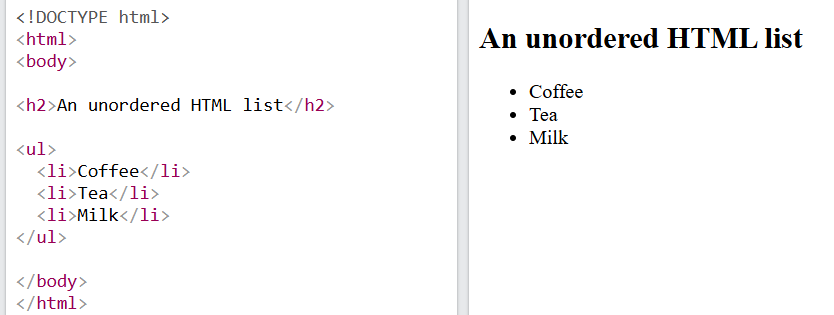 <!DOCTYPE html>
<html>
<body>

<h2>An unordered HTML list</h2>

<ul>
  <li>Coffee</li>
  <li>Tea</li>
  <li>Milk</li>
</ul>

</body>
</html>
An unordered HTML list
• Coffee
• Tea
• Milk